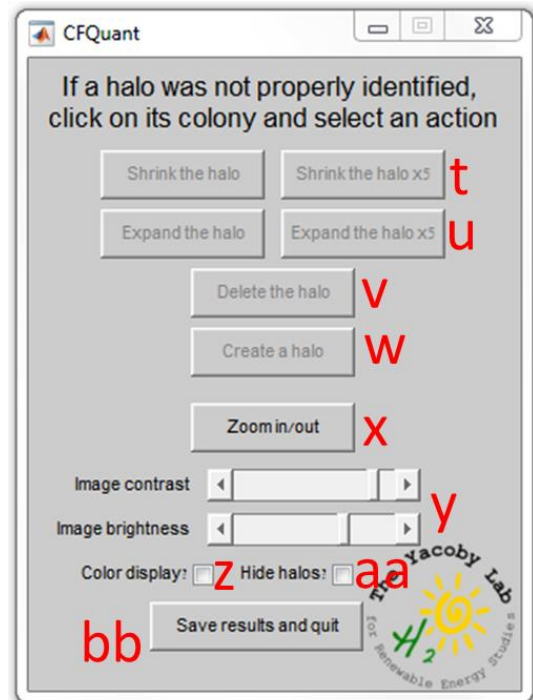 CFQuant
If a halo was not properly identified,
click on its colony and select an action
Shrink the halo Shrink the halo x5 t
Expand the halo Expand the halo x5 u
Delete the halo v
Create a halo w
Zoom in/out x
Image contrast y
Image brightness
Color display? z Hide halos? aa
bb Save results and quit
The Yacoby Lab
H2
for Renewable Energy Studies